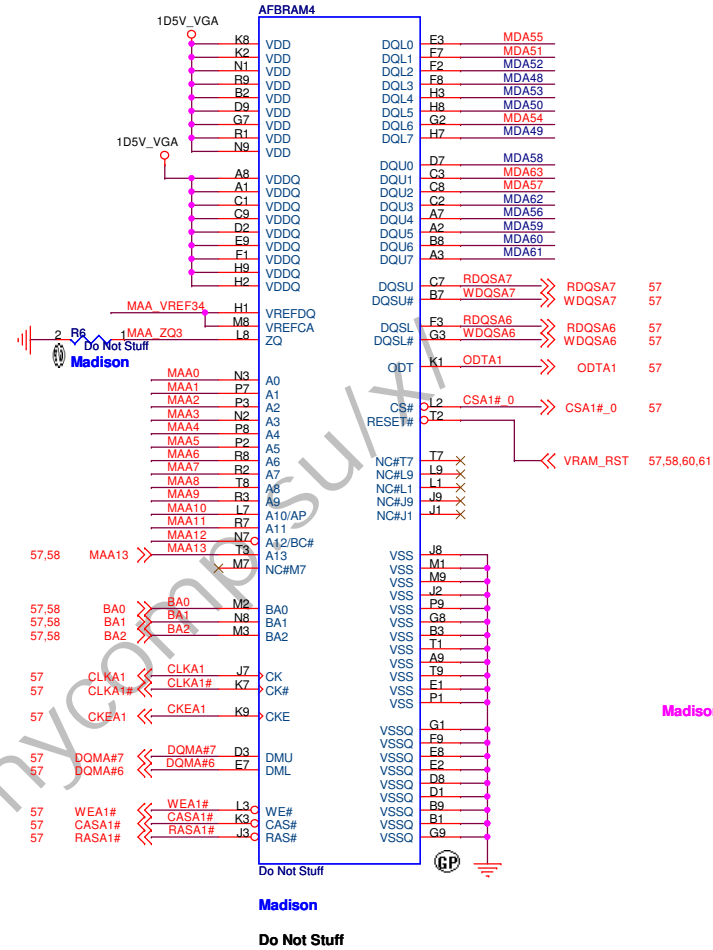 AFBRAM4
1D5V_VGA
K8 VDD DQL0 E3 MDA55
K2 VDD DQL1 F7 MDA51
N1 VDD DQL2 F2 MDA52
R9 VDD DQL3 F8 MDA48
B2 VDD DQL4 H3 MDA53
D9 VDD DQL5 H8 MDA50
G7 VDD DQL6 G2 MDA54
R1 VDD DQL7 H7 MDA49
N9 VDD
1D5V_VGA
DQU0 D7 MDA58
A8 VDDQ DQU1 C3 MDA63
A1 VDDQ DQU2 C8 MDA57
C1 VDDQ DQU3 C2 MDA62
C9 VDDQ DQU4 A7 MDA56
D2 VDDQ DQU5 A2 MDA59
E9 VDDQ DQU6 B8 MDA60
F1 VDDQ DQU7 A3 MDA61
H9 VDDQ
H2 VDDQ
DQSU C7 RDQSA7 RDQSA7 57
DQSU# B7 WDQSA7 WDQSA7 57
MAA_VREF34 H1 VREFDQ
M8 VREFCA DQSL F3 RDQSA6 RDQSA6 57
2 R6 1 MAA_ZQ3 L8 ZQ DQSL# G3 WDQSA6 WDQSA6 57
Do Not Stuff
Madison
ODT K1 ODTA1 ODTA1 57
MAA0 N3 A0
MAA1 P7 A1
MAA2 P3 A2 CS# L2 CSA1#_0 CSA1#_0 57
MAA3 N2 A3 RESET# T2
MAA4 P8 A4
MAA5 P2 A5
MAA6 R8 A6 NC#T7 T7 VRAM_RST 57,58,60,61
MAA7 R2 A7 NC#L9 L9
MAA8 T8 A8 NC#L1 L1
MAA9 R3 A9 NC#J9 J9
MAA10 L7 A10/AP NC#J1 J1
MAA11 R7 A11
MAA12 N7 A12/BC#
57,58 MAA13 MAA13 T3 A13 VSS J8
M7 NC#M7 VSS M1
VSS M9
VSS J2
57,58 BA0 BA0 M2 BA0 VSS P9
57,58 BA1 BA1 N8 BA1 VSS G8
57,58 BA2 BA2 M3 BA2 VSS B3
VSS T1
VSS A9
57 CLKA1 CLKA1 J7 CK VSS T9
57 CLKA1# CLKA1# K7 CK# VSS E1
VSS P1
57 CKEA1 CKEA1 K9 CKE
Madiso
VSSQ G1
VSSQ F9
57 DQMA#7 DQMA#7 D3 DMU VSSQ E8
57 DQMA#6 DQMA#6 E7 DML VSSQ E2
VSSQ D8
VSSQ D1
57 WEA1# WEA1# L3 WE# VSSQ B9
57 CASA1# CASA1# K3 CAS# VSSQ B1
57 RASA1# RASA1# J3 RAS# VSSQ G9
GP
Do Not Stuff
Madison
Do Not Stuff